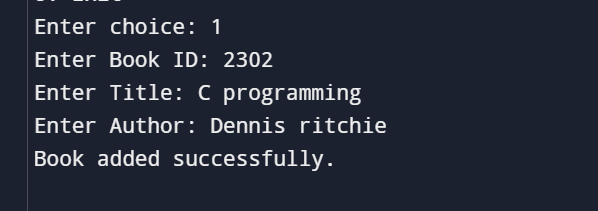 Enter choice: 1
Enter Book ID: 2302
Enter Title: C programming
Enter Author: Dennis ritchie
Book added successfully.